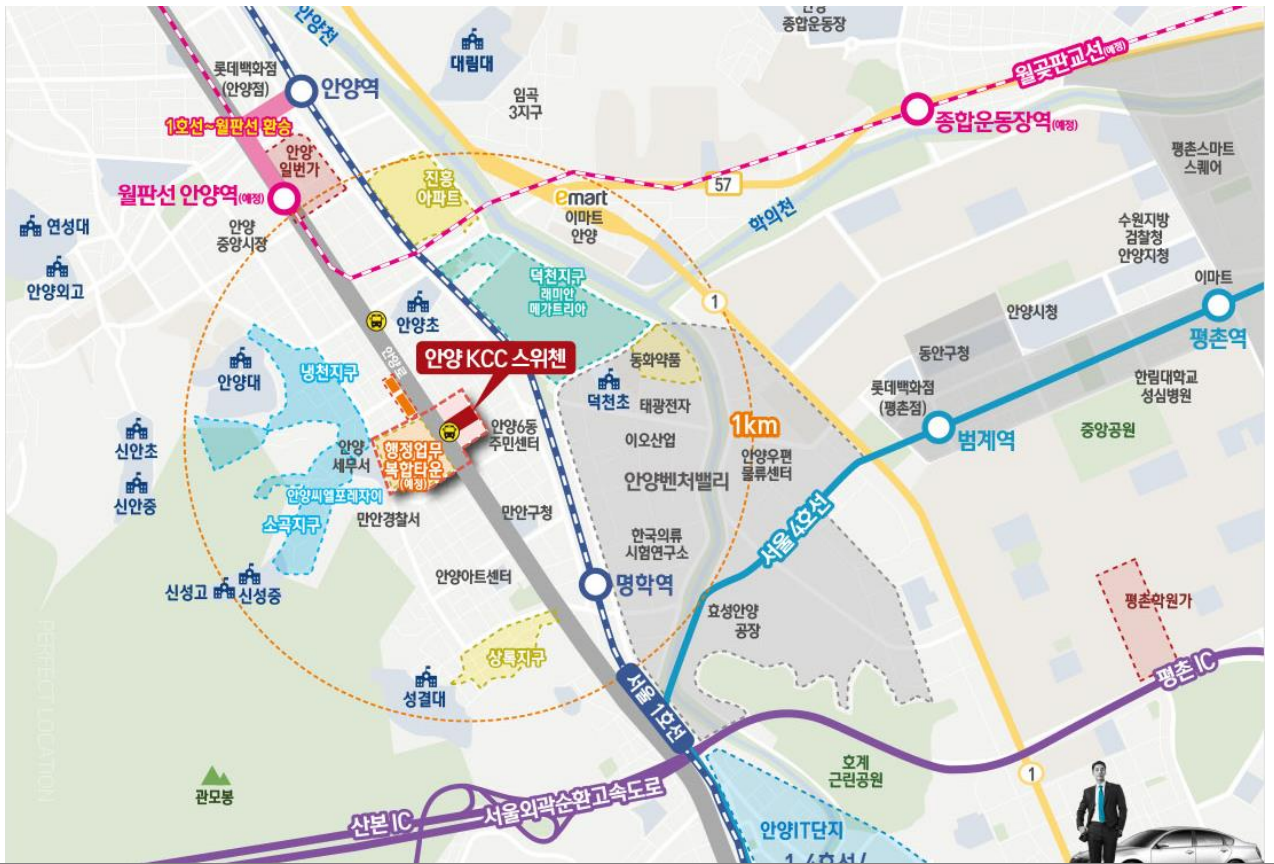 안양
종합운동장
안양천
대림대
롯데백화점
(안양점)
안양역
임곡
3지구
월곶판교선(예정)
종합운동장역(예정)
1호선~월판선 환승
안양
일번가
진흥
아파트
57
평촌스마트
스퀘어
월판선 안양역(예정)
emart
이마트
안양
학의천
연성대
안양
중앙시장
수원지방
검찰청
안양지청
안양외고
덕천지구
래미안
메가트리아
이마트
1
안양시청
평촌역
안양초
안양로
안양 KCC 스위첸
동화약품
동안구청
냉천지구
안양대
덕천초
태광전자
롯데백화점
(평촌점)
한림대학교
성심병원
신안초
안양6동
주민센터
이오산업
1km
범계역
중앙공원
안양
세무서
행정업무
복합타운
(예정)
안양우편
물류센터
안양벤처밸리
신안중
안양씨엘포레자이
소곡지구
만안경찰서
만안구청
서울 4호선
한국의류
시험연구소
안양아트센터
명학역
신성고
신성중
효성안양
공장
평촌학원가
PERFECT LOCATION
상록지구
성결대
서울 1호선
평촌 IC
호계
근린공원
1
관모봉
산본 IC
서울외곽순환고속도로
안양IT단지
1·4호선/